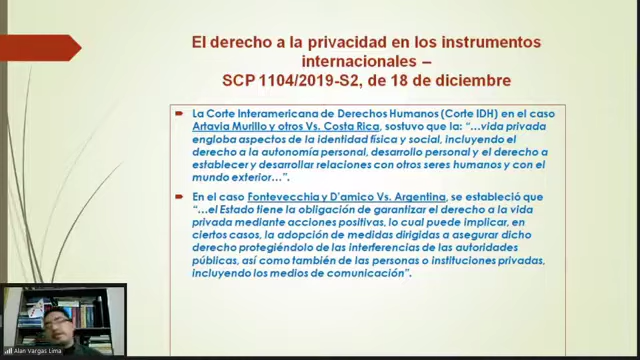 El derecho a la privacidad en los instrumentos
internacionales –
SCP 1104/2019-S2, de 18 de diciembre
La Corte Interamericana de Derechos Humanos (Corte IDH) en el caso
Artavia Murillo y otros Vs. Costa Rica, sostuvo que la: “…vida privada
engloba aspectos de la identidad física y social, incluyendo el
derecho a la autonomía personal, desarrollo personal y el derecho a
establecer y desarrollar relaciones con otros seres humanos y con el
mundo exterior…”.
En el caso Fontevecchia y D’amico Vs. Argentina, se estableció que
“…el Estado tiene la obligación de garantizar el derecho a la vida
privada mediante acciones positivas, lo cual puede implicar, en
ciertos casos, la adopción de medidas dirigidas a asegurar dicho
derecho protegiéndolo de las interferencias de las autoridades
públicas, así como también de las personas o instituciones privadas,
incluyendo los medios de comunicación”.
Alan Vargas Lima